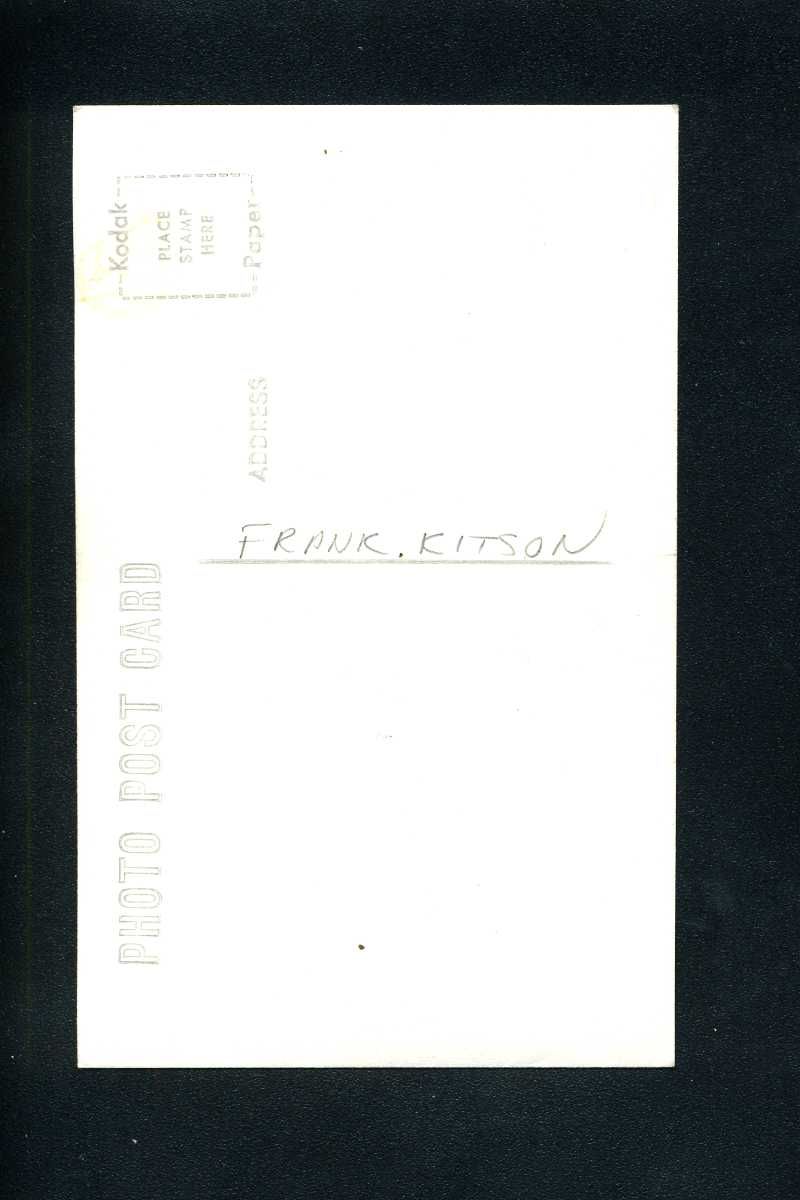 PHOTO POST CARD
Kodak
PLACE
STAMP
HERE
Paper
ADDRESS
FRANK. KITSON